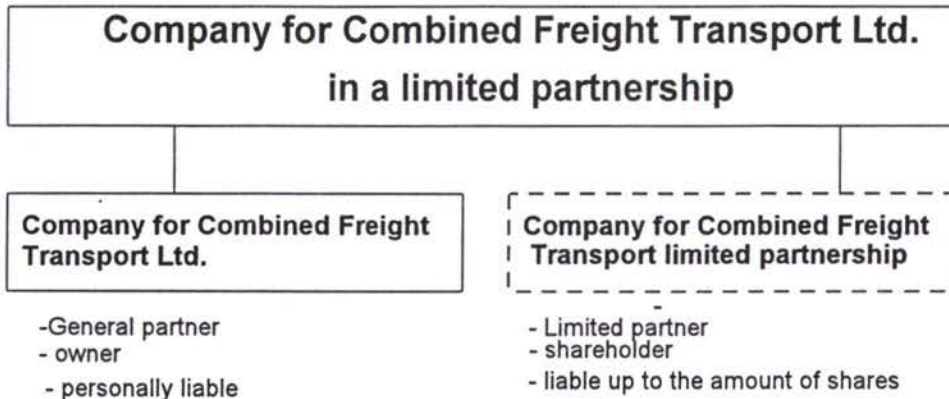 Company for Combined Freight Transport Ltd.
in a limited partnership
Company for Combined Freight
Transport Ltd.
-General partner
- owner
- personally liable
Company for Combined Freight
Transport limited partnership
-
- Limited partner
- shareholder
- liable up to the amount of shares